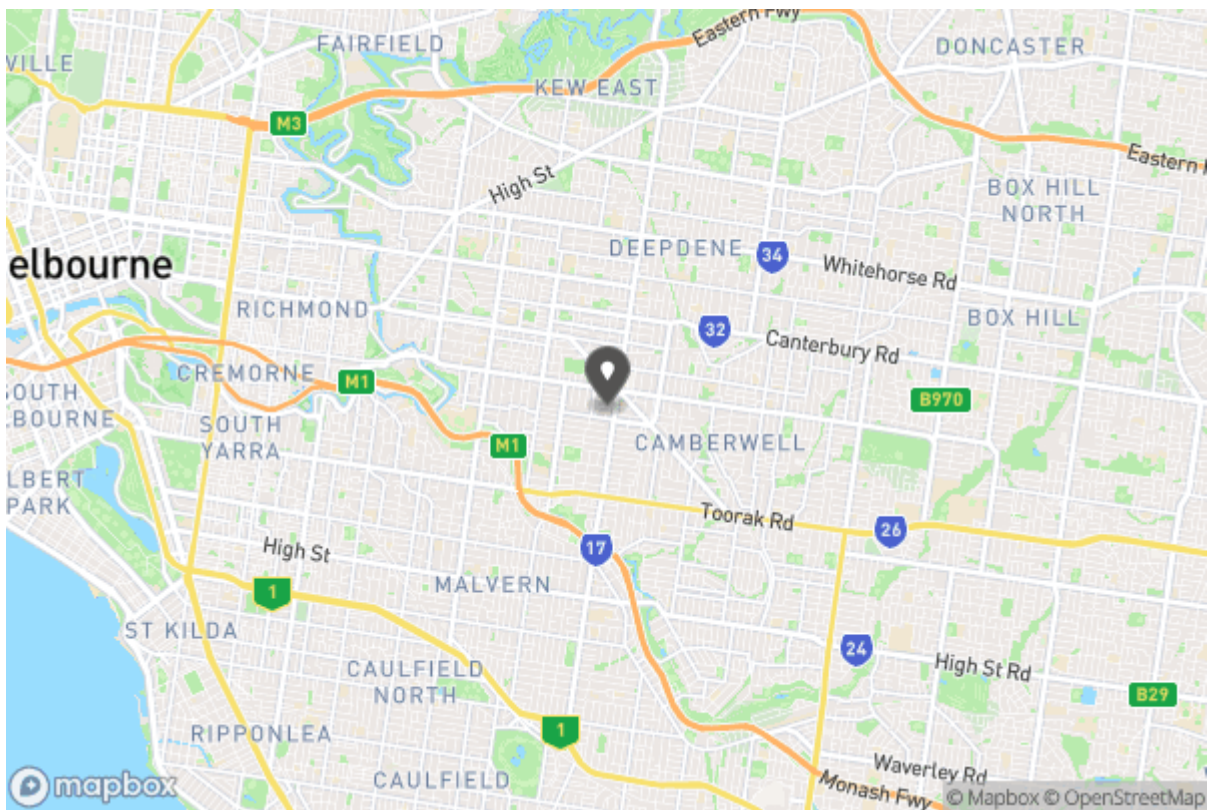 FAIRFIELD
Eastern Fwy
DONCASTER
VILLE
KEW EAST
M3
High St
Eastern F
BOX HILL
NORTH
DEEPDENE
34
Whitehorse Rd
elbourne
RICHMOND
32
Canterbury Rd
BOX HILL
CREMORNE
M1
SOUTH
LBOURNE
SOUTH
YARRA
B970
M1
CAMBERWELL
LBERT
PARK
Toorak Rd
26
High St
17
MALVERN
1
ST KILDA
24
High St Rd
CAULFIELD
NORTH
B29
RIPPONLEA
1
CAULFIELD
Waverley Rd
Monash Fwy
mapbox
© Mapbox © OpenStreetMap